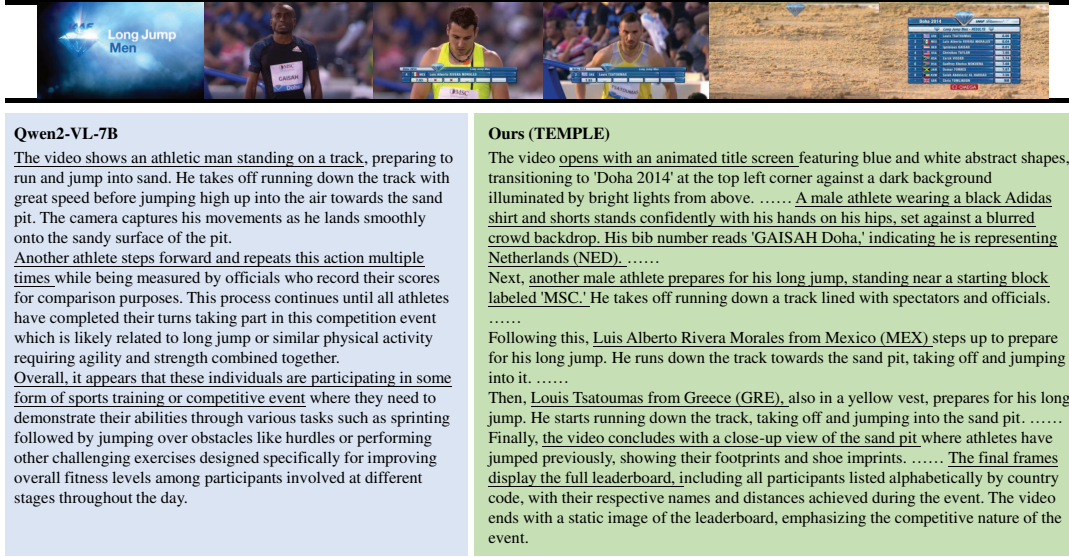 Long Jump
Men
GAISAH
Doha
MSC
TSATOUMAS
Doha 2014
Long Jump Men - RESULTS
OMEGA
Qwen2-VL-7B
The video shows an athletic man standing on a track, preparing to
run and jump into sand. He takes off running down the track with
great speed before jumping high up into the air towards the sand
pit. The camera captures his movements as he lands smoothly
onto the sandy surface of the pit.
Another athlete steps forward and repeats this action multiple
times while being measured by officials who record their scores
for comparison purposes. This process continues until all athletes
have completed their turns taking part in this competition event
which is likely related to long jump or similar physical activity
requiring agility and strength combined together.
Overall, it appears that these individuals are participating in some
form of sports training or competitive event where they need to
demonstrate their abilities through various tasks such as sprinting
followed by jumping over obstacles like hurdles or performing
other challenging exercises designed specifically for improving
overall fitness levels among participants involved at different
stages throughout the day.
Ours (TEMPLE)
The video opens with an animated title screen featuring blue and white abstract shapes,
transitioning to 'Doha 2014' at the top left corner against a dark background
illuminated by bright lights from above. …… A male athlete wearing a black Adidas
shirt and shorts stands confidently with his hands on his hips, set against a blurred
crowd backdrop. His bib number reads 'GAISAH Doha,' indicating he is representing
Netherlands (NED). ……
Next, another male athlete prepares for his long jump, standing near a starting block
labeled 'MSC.' He takes off running down a track lined with spectators and officials.
……
Following this, Luis Alberto Rivera Morales from Mexico (MEX) steps up to prepare
for his long jump. He runs down the track towards the sand pit, taking off and jumping
into it. ……
Then, Louis Tsatoumas from Greece (GRE), also in a yellow vest, prepares for his long
jump. He starts running down the track, taking off and jumping into the sand pit. ……
Finally, the video concludes with a close-up view of the sand pit where athletes have
jumped previously, showing their footprints and shoe imprints. …… The final frames
display the full leaderboard, including all participants listed alphabetically by country
code, with their respective names and distances achieved during the event. The video
ends with a static image of the leaderboard, emphasizing the competitive nature of the
event.